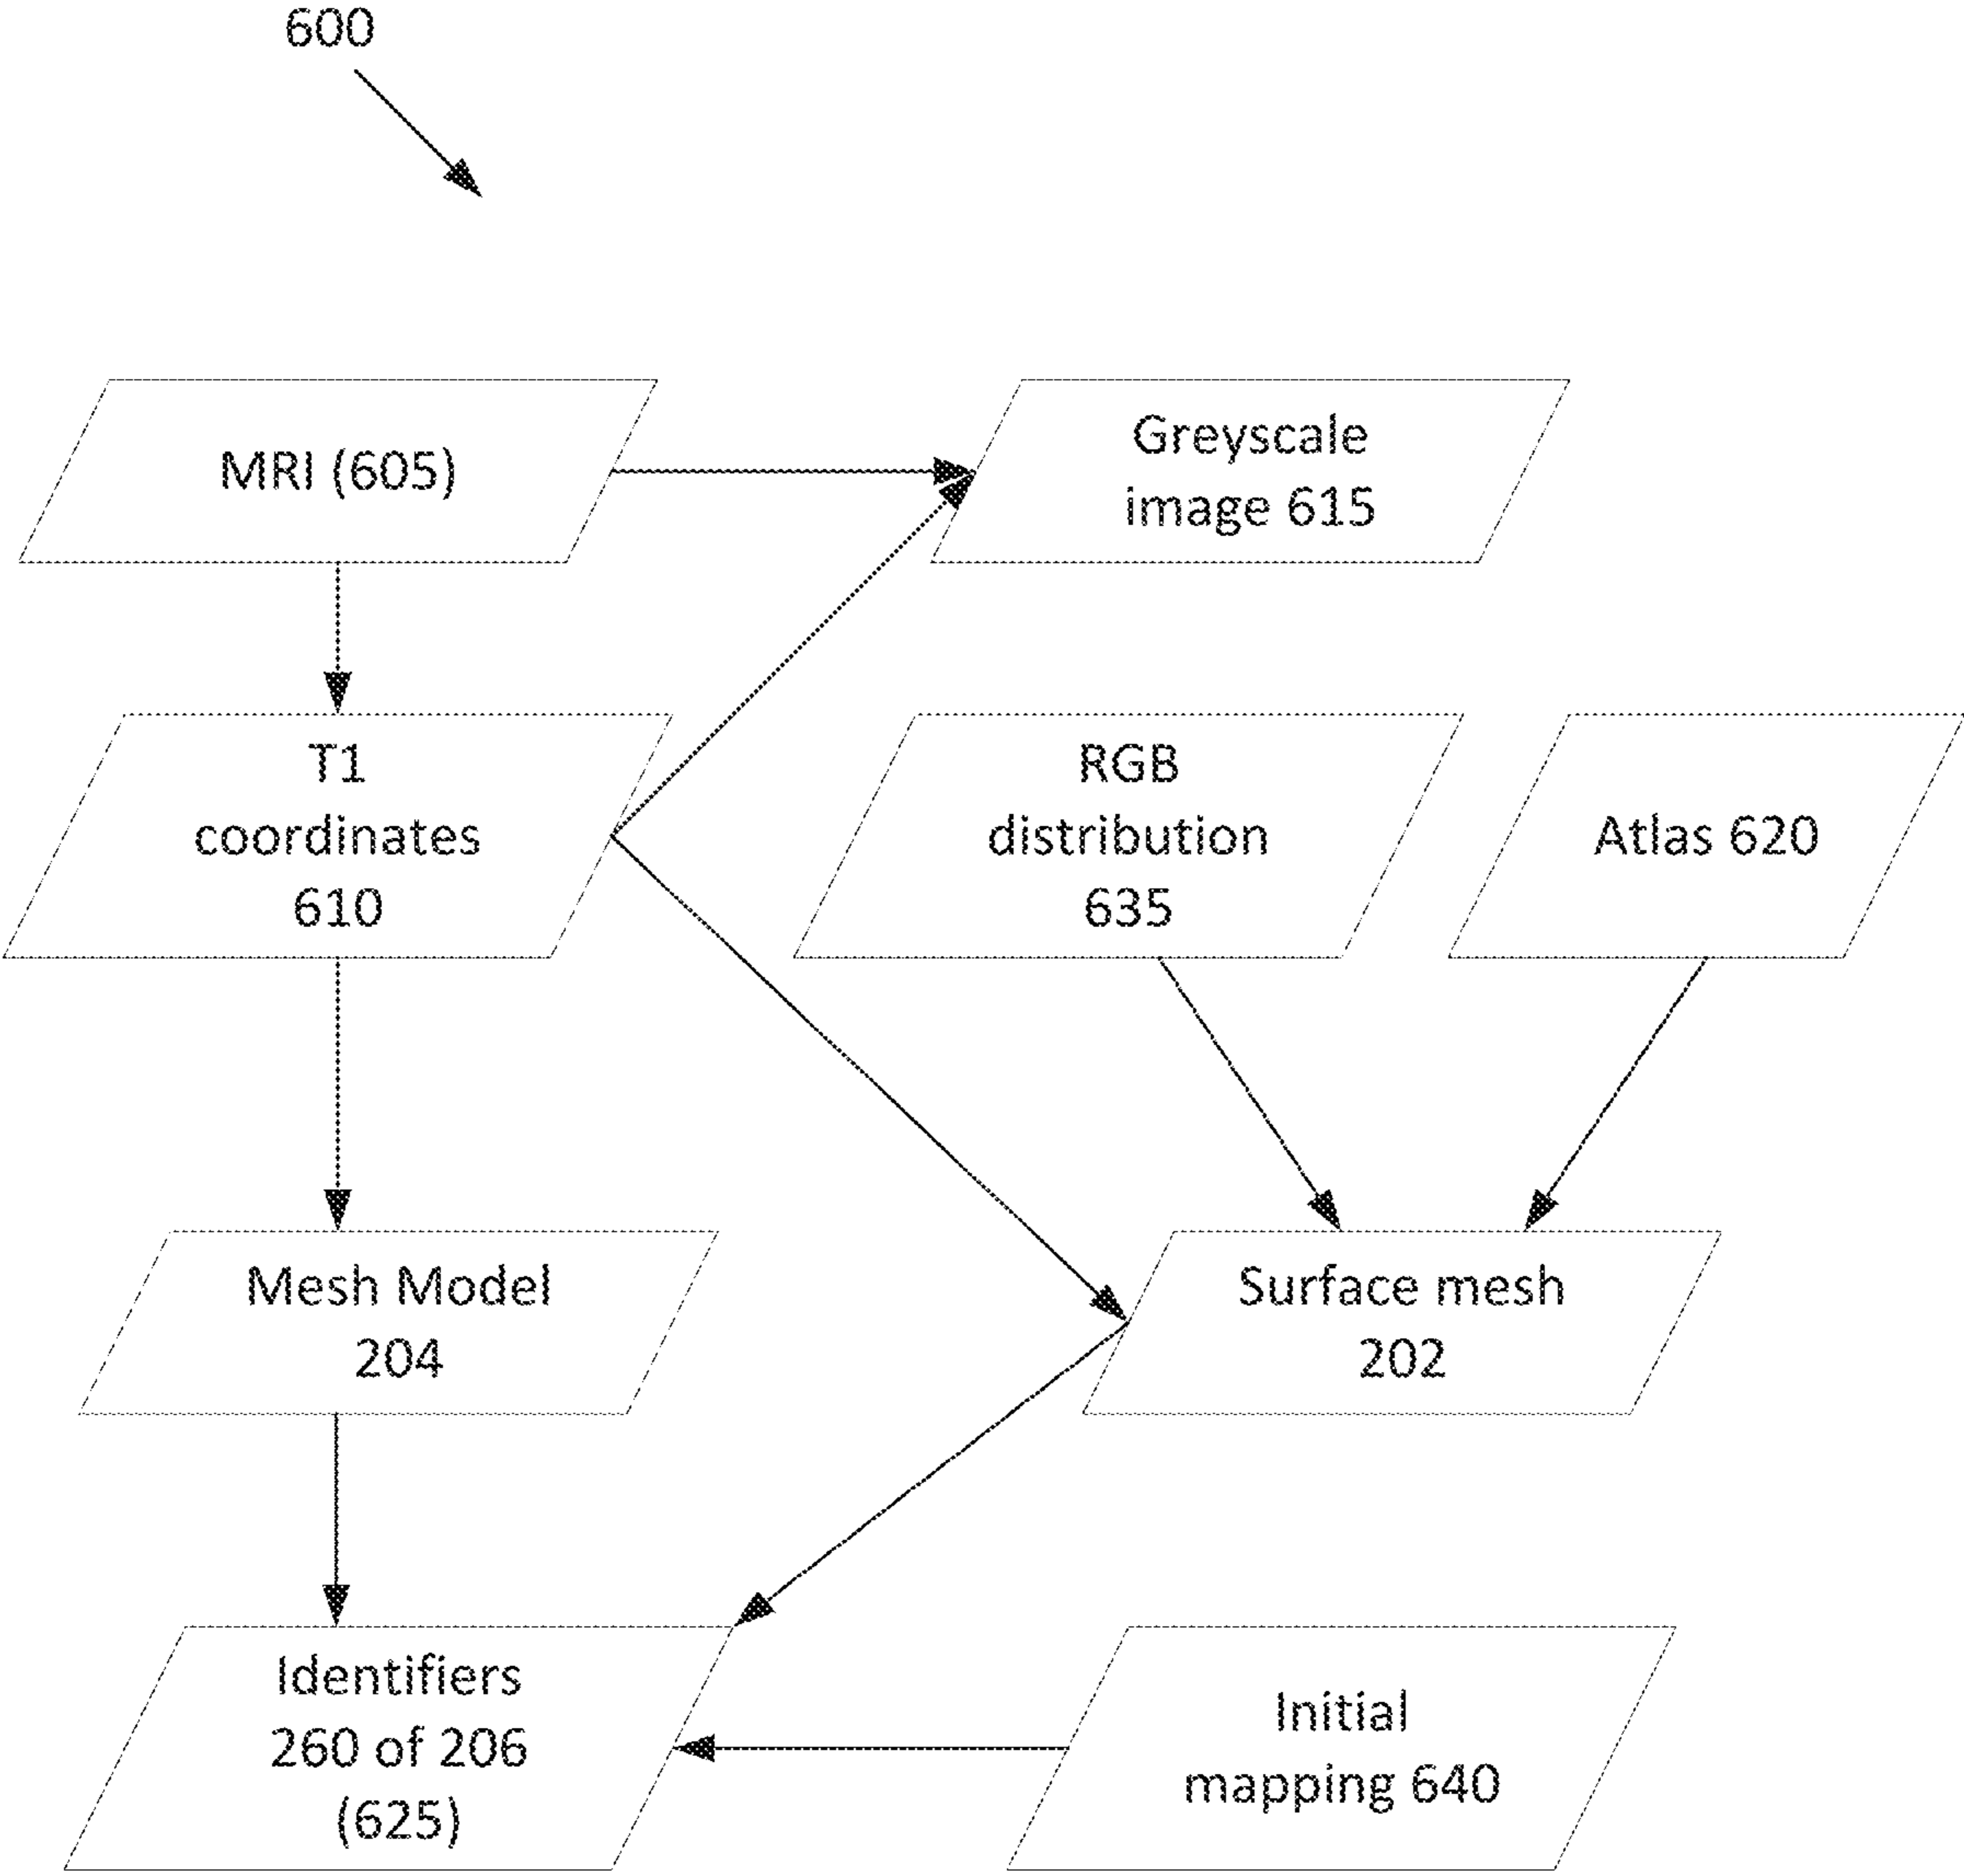 600
MRI (605)
Greyscale
image 615
T1
coordinates
610
RGB
distribution
635
Atlas 620
Mesh Model
204
Surface mesh
202
Identifiers
260 of 206
(625)
Initial
mapping 640